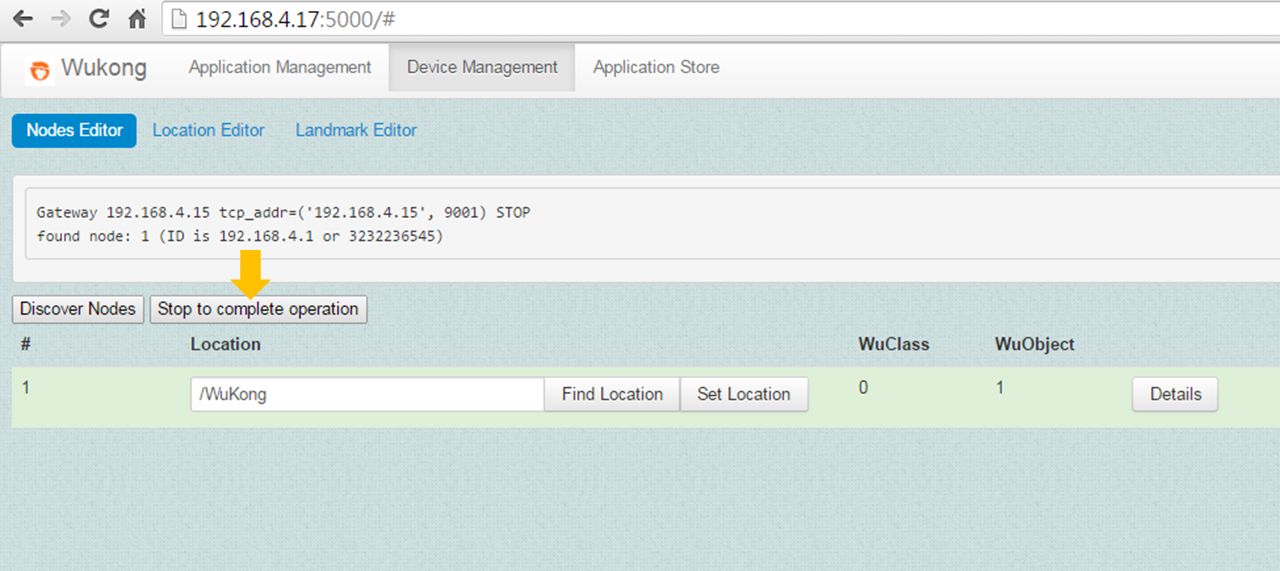 192.168.4.17:5000/#
Wukong Application Management Device Management Application Store
Nodes Editor Location Editor Landmark Editor
Gateway 192.168.4.15 tcp_addr=('192.168.4.15', 9001) STOP
found node: 1 (ID is 192.168.4.1 or 3232236545)
Discover Nodes Stop to complete operation
# Location WuClass WuObject
1 /WuKong Find Location Set Location 0 1 Details